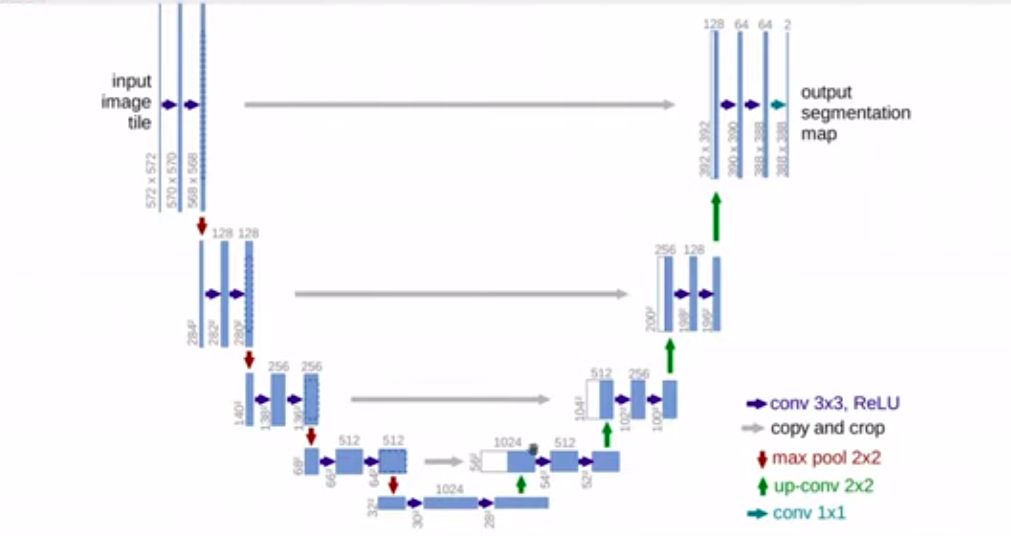 input
image
tile
572 x 572
570 x 570
568 x 568
128 64 64 2
392 x 392
390 x 390
388 x 388
388 x 388
output
segmentation
map
128 128
284²
282²
280²
256 128
200²
198²
196²
256 256
140²
138²
136²
512 256
104²
102²
100²
512 512
68²
66²
64²
1024 512
56²
54²
52²
1024
32²
30²
28²
conv 3x3, ReLU
copy and crop
max pool 2x2
up-conv 2x2
conv 1x1